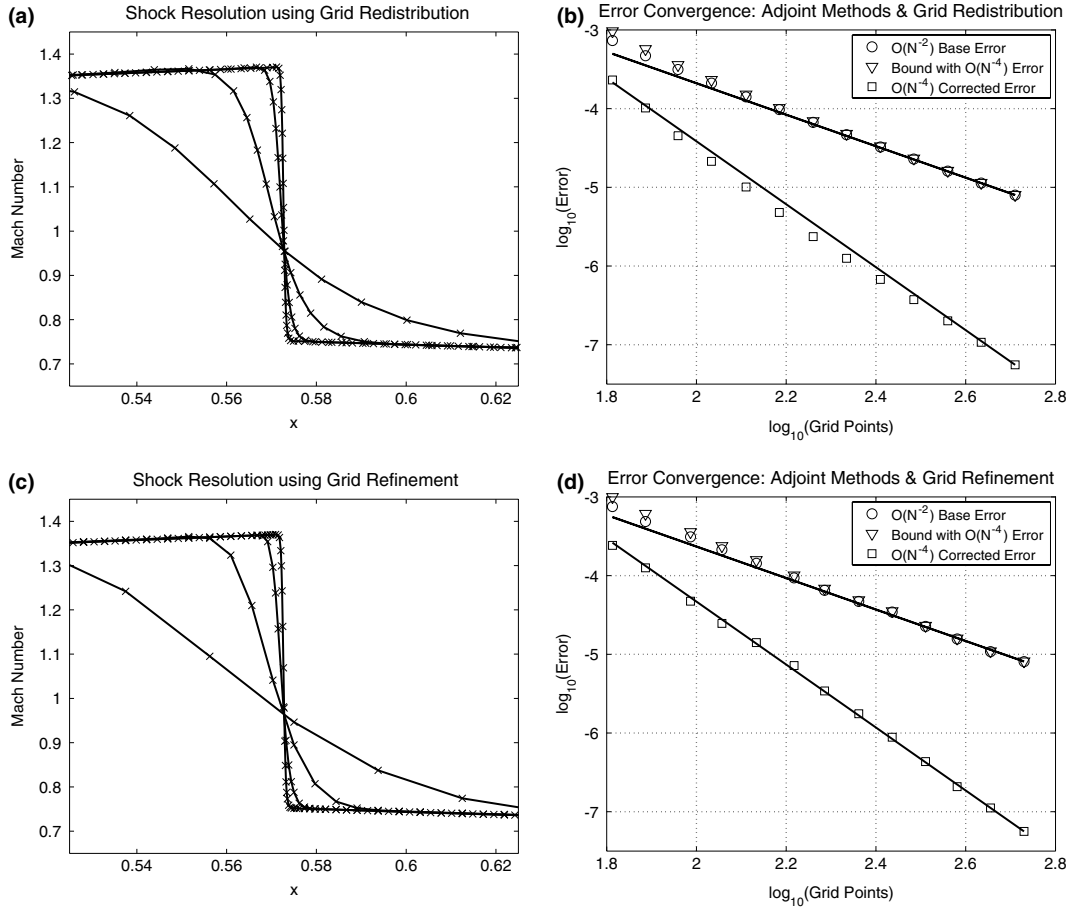 (a)
Shock Resolution using Grid Redistribution
1.4
1.3
1.2
1.1
1
0.9
0.8
0.7
Mach Number
0.54
0.56
0.58
0.6
0.62
x
(b)
Error Convergence: Adjoint Methods & Grid Redistribution
-3
-4
-5
-6
-7
log10(Error)
O(N-2) Base Error
Bound with O(N-4) Error
O(N-4) Corrected Error
1.8
2
2.2
2.4
2.6
2.8
log10(Grid Points)
(c)
Shock Resolution using Grid Refinement
1.4
1.3
1.2
1.1
1
0.9
0.8
0.7
Mach Number
0.54
0.56
0.58
0.6
0.62
x
(d)
Error Convergence: Adjoint Methods & Grid Refinement
-3
-4
-5
-6
-7
log10(Error)
O(N-2) Base Error
Bound with O(N-4) Error
O(N-4) Corrected Error
1.8
2
2.2
2.4
2.6
2.8
log10(Grid Points)